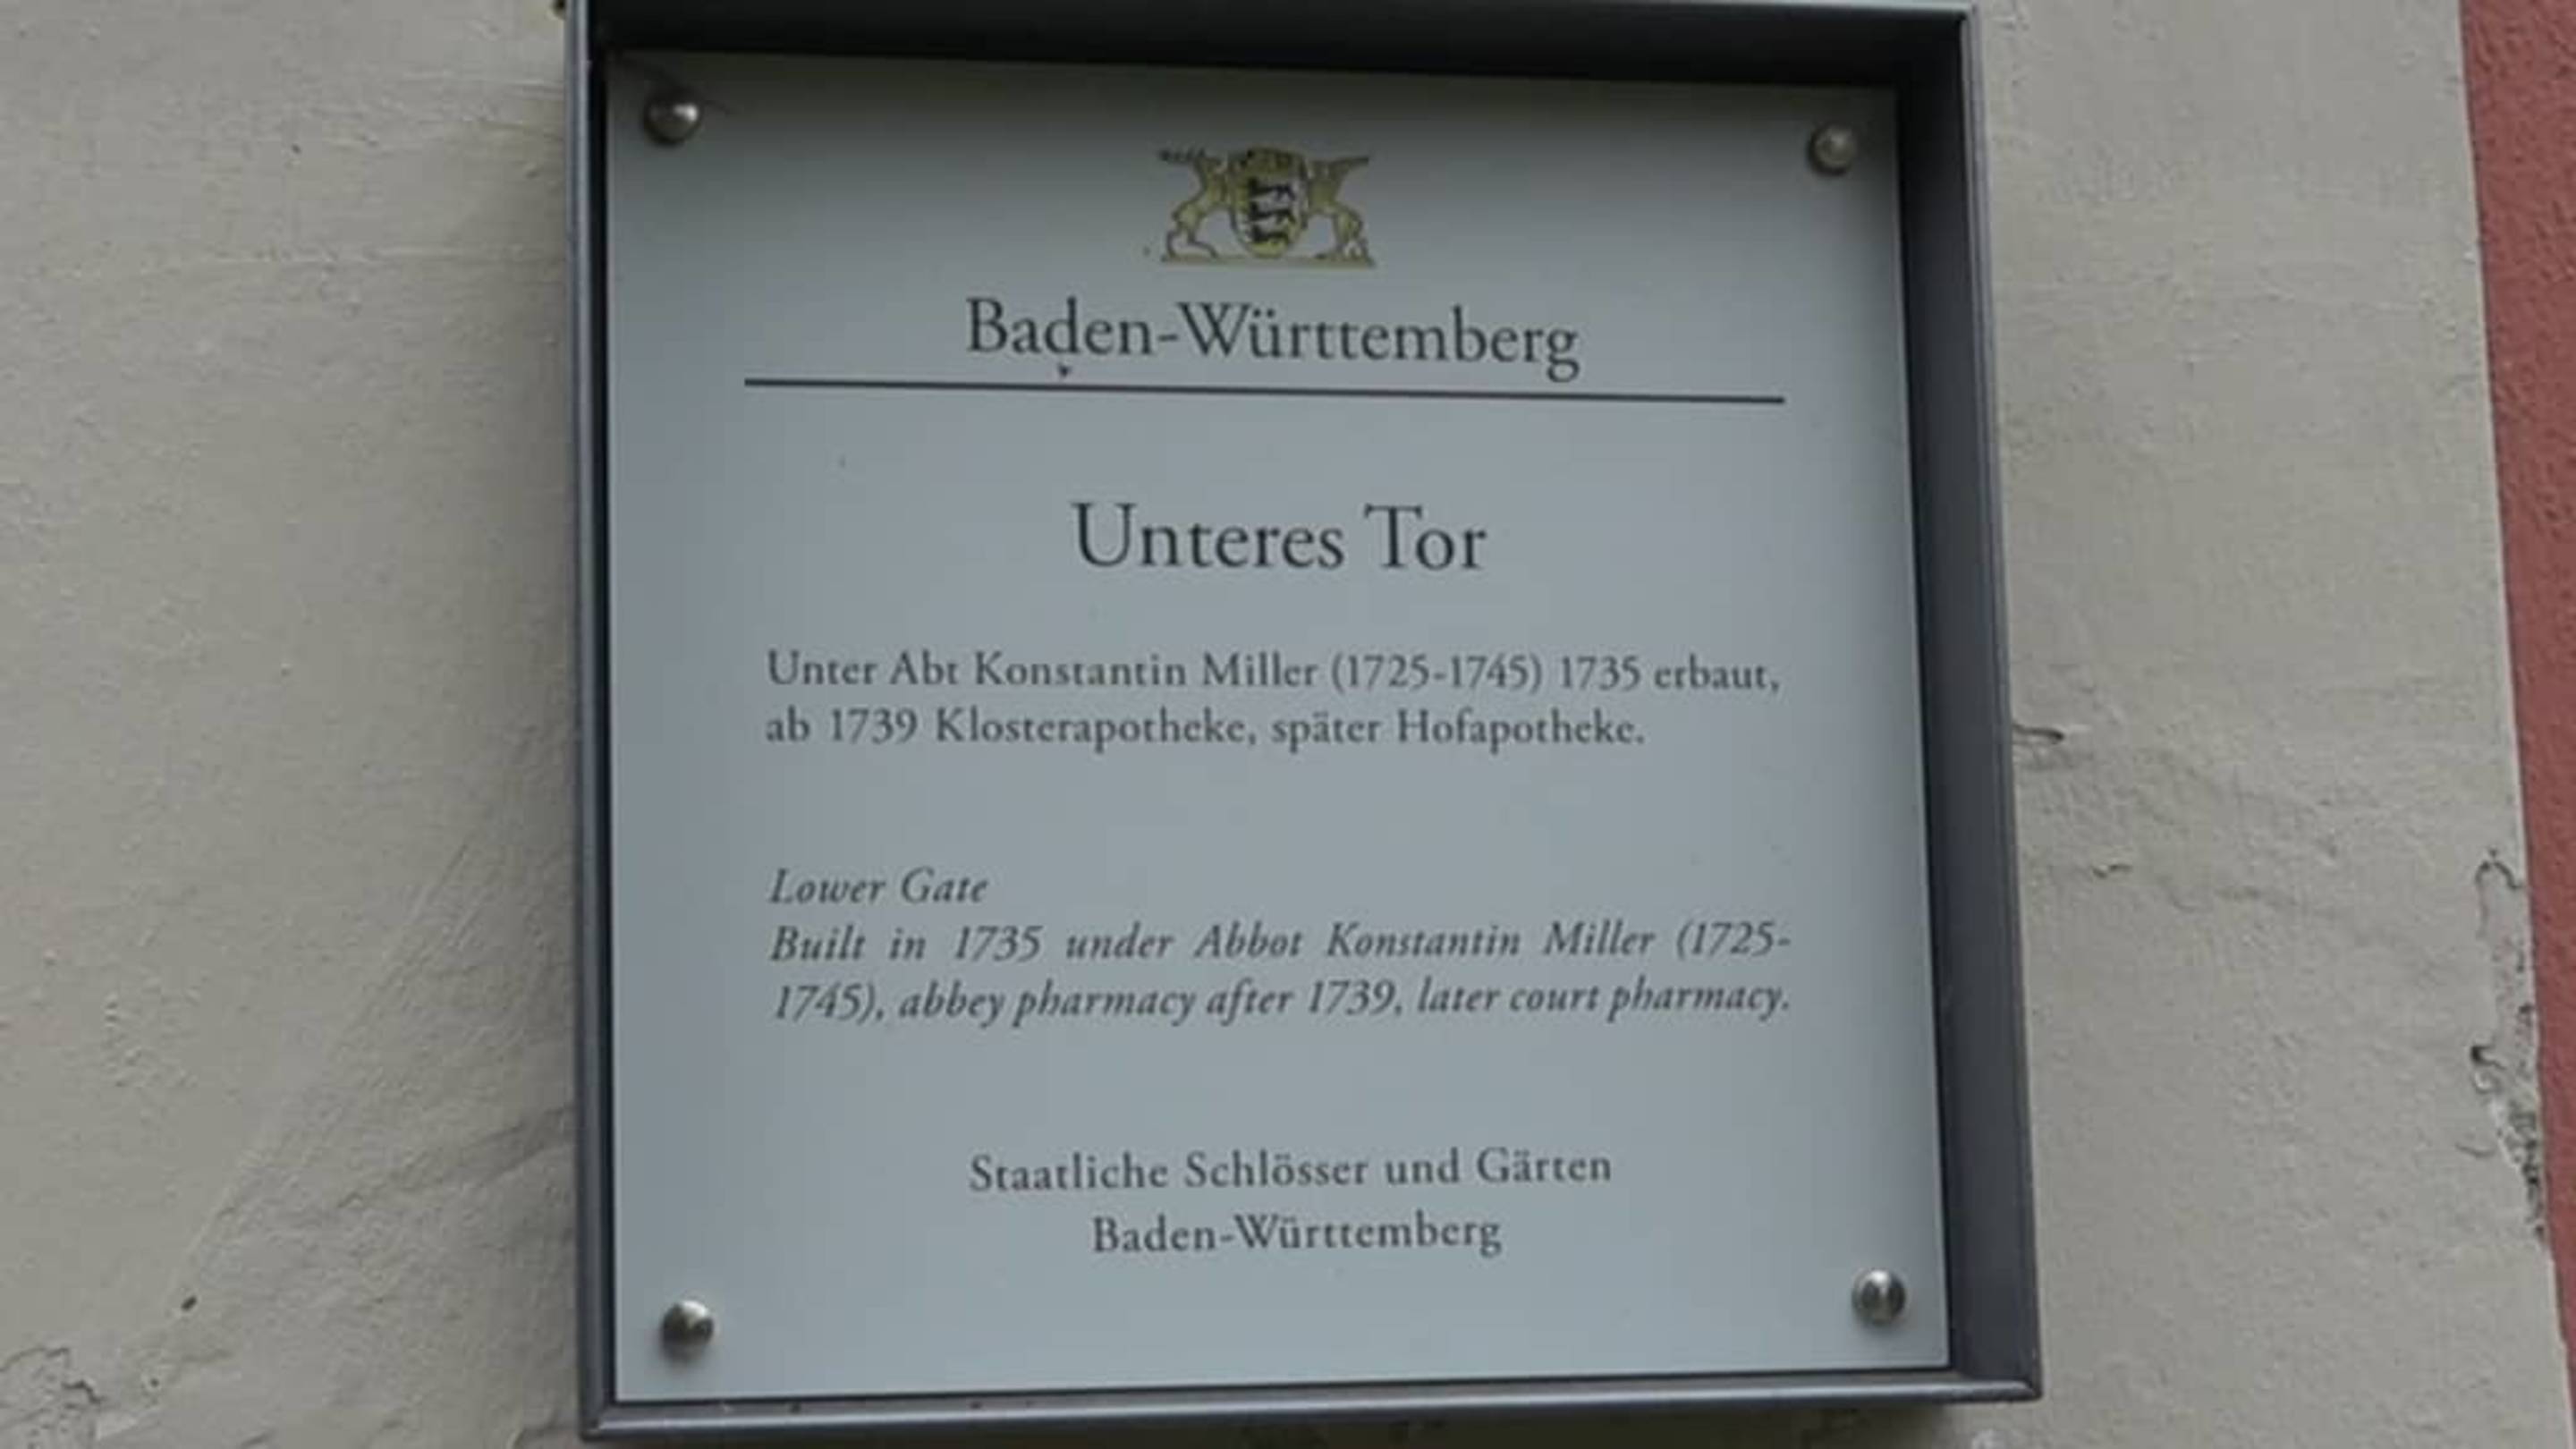 Baden-Württemberg
Unteres Tor
Unter Abt Konstantin Miller (1725-1745) 1735 erbaut,
ab 1739 Klosterapotheke, später Hofapotheke.
Lower Gate
Built in 1735 under Abbot Konstantin Miller (1725-
1745), abbey pharmacy after 1739, later court pharmacy.
Staatliche Schlösser und Gärten
Baden-Württemberg